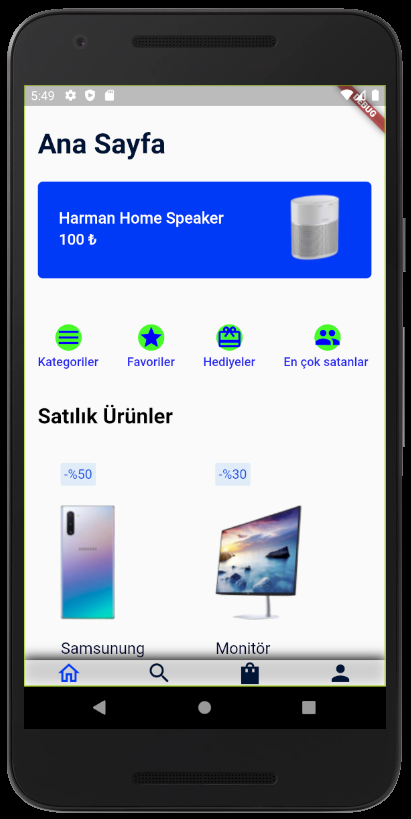 5:49
DEBUG
Ana Sayfa
Harman Home Speaker
100 ₺
Kategoriler
Favoriler
Hediyeler
En çok satanlar
Satılık Ürünler
-%50
-%30
SAMSUNG
Samsunung
Monitör